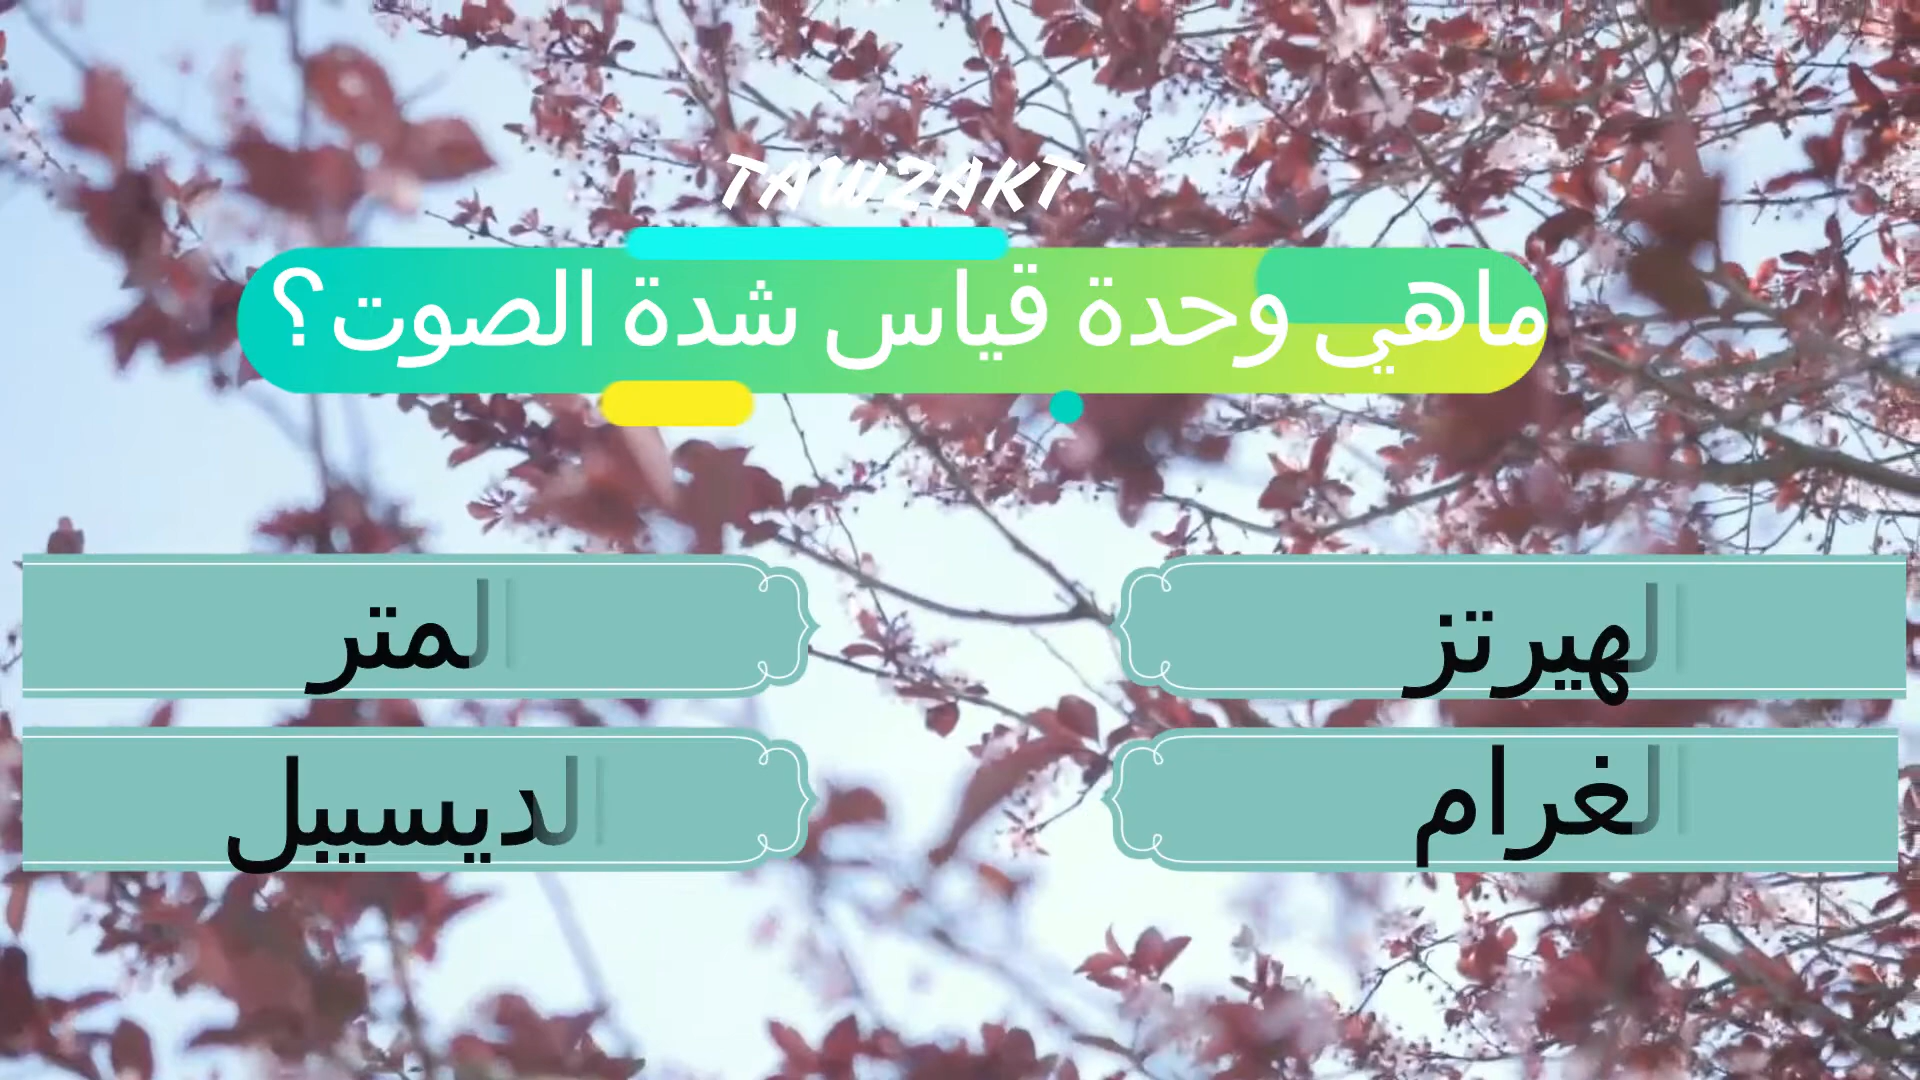 TAWZAKT
ماهي وحدة قياس شدة الصوت؟
الهيرتز
المتر
الغرام
الديسيبل